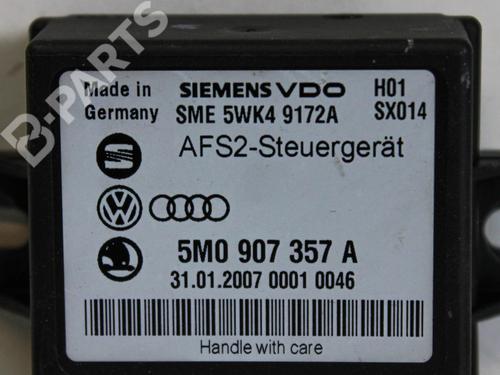 B-PARTS
Made in SIEMENS VDO H01
Germany SME 5WK4 9172A SX014
AFS2-Steuergerät
5M0 907 357 A
31.01.2007 0001 0046
Handle with care